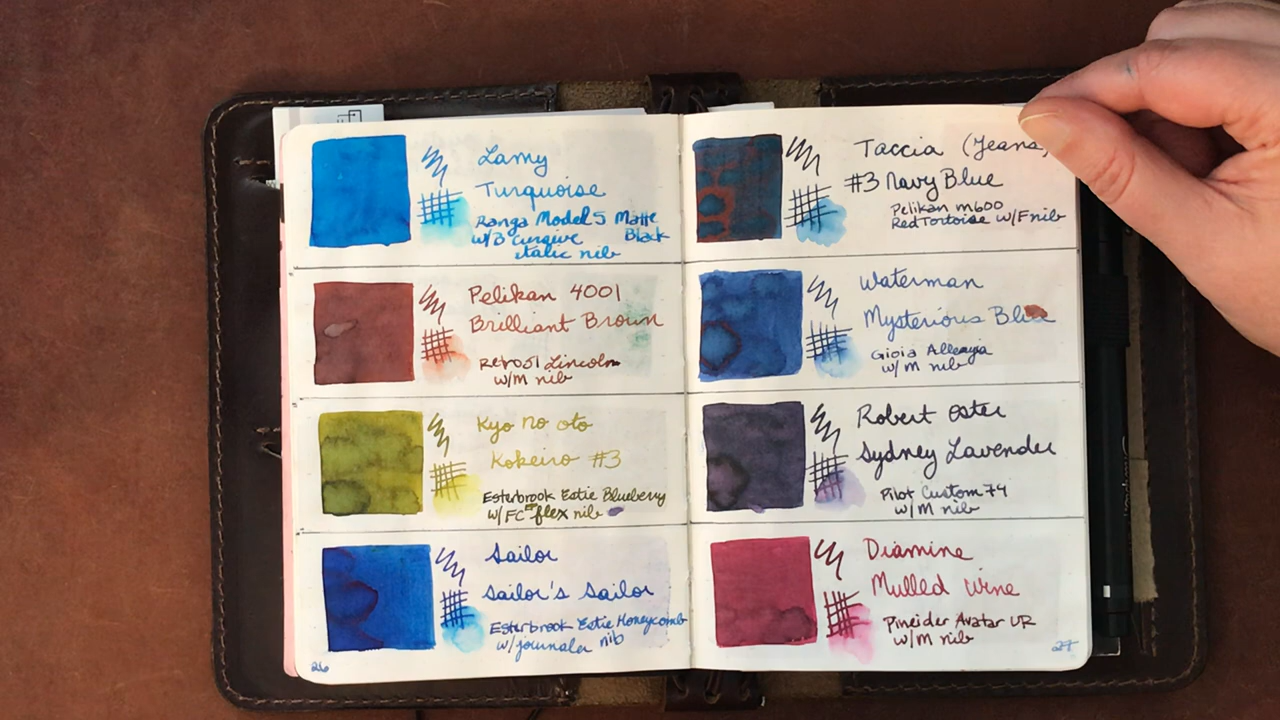 Lamy
Turquoise
Ranga Model 5 Matte
w/B cursive Black
italic nib
Pelikan 4001
Brilliant Brown
Retro 51 Lincoln
w/M nib
Kyo no oto
Kokeiro #3
Esterbrook Estie Blueberry
w/FC flex nib
Sailor
Sailor's Sailor
Esterbrook Estie Honeycomb
w/journaler nib
26
Taccia (Jeans)
#3 Navy Blue
Pelikan m600
Red Tortoise w/F nib
Waterman
Mysterious Blue
Gioia Alleria
w/M nib
Robert Oster
Sydney Lavender
Pilot Custom 74
w/M nib
Diamine
Mulled Wine
Pineider Avatar UR
w/M nib
27